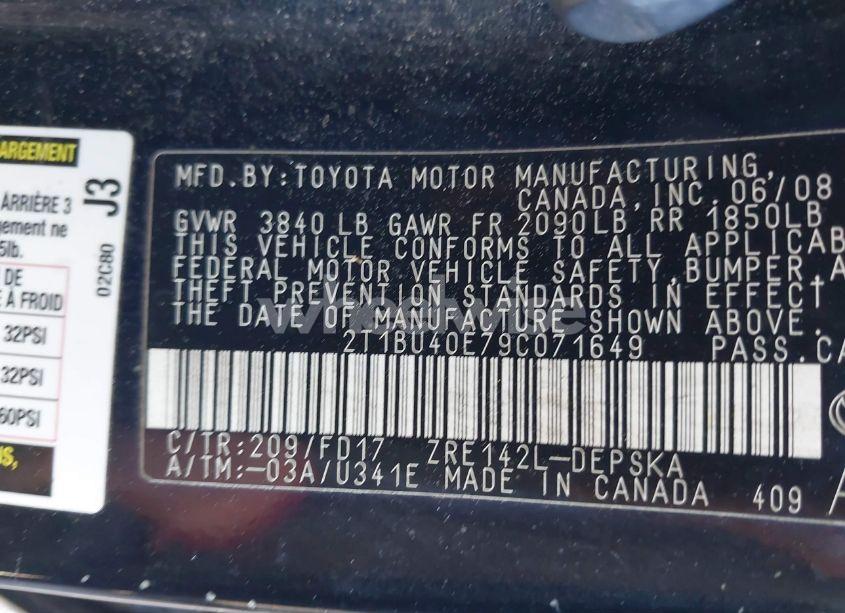 ARGEMENT
ARRIÈRE 3
gement ne
5lb.
DE
À FROID
32PSI
32PSI
60PSI
US,
J3
02C80
MFD.BY:TOYOTA MOTOR MANUFACTURING,
CANADA, INC. 06/08
GVWR 3840 LB GAWR FR 2090LB RR 1850LB
THIS VEHICLE CONFORMS TO ALL APPLICAB
FEDERAL MOTOR VEHICLE SAFETY,BUMPER,A
THEFT PREVENTION STANDARDS IN EFFECT
THE DATE OF MANUFACTURE SHOWN ABOVE.
2T1BU40E79C071649 PASS.CA
C/TR:209/FD17 ZRE142L-DEPSKA
A/TM:-03A/U341E MADE IN CANADA 409 A